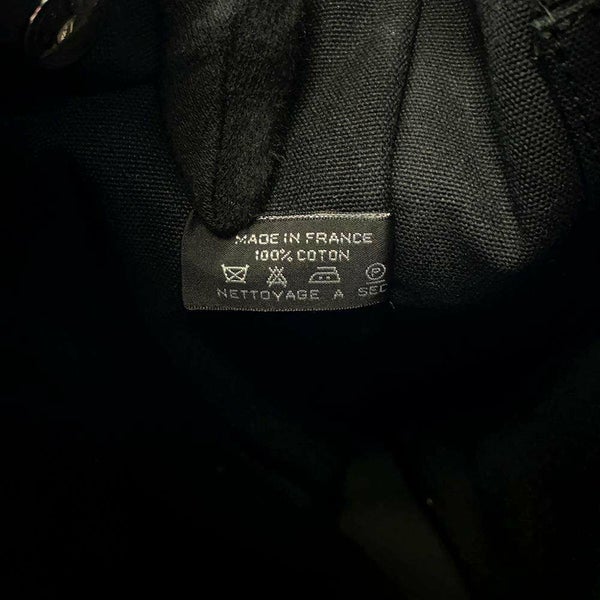 MADE IN FRANCE
100% COTON
P
NETTOYAGE A SEC